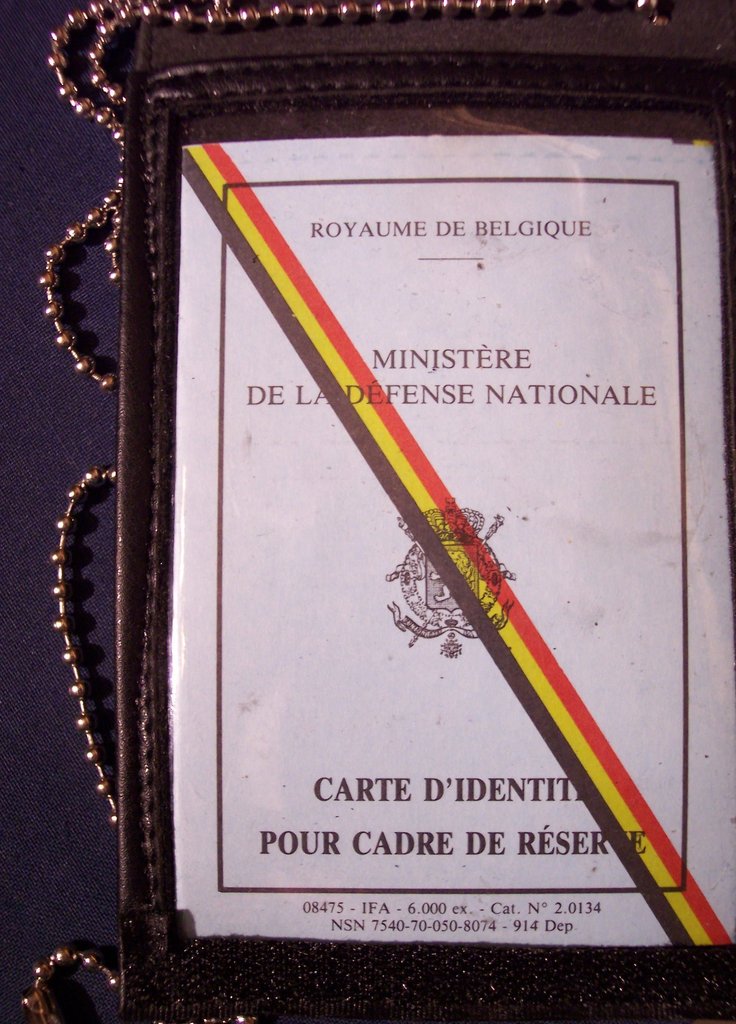 ROYAUME DE BELGIQUE
MINISTÈRE
DE LA DÉFENSE NATIONALE
CARTE D'IDENTITÉ
POUR CADRE DE RÉSERVE
08475 - IFA - 6.000 ex. - Cat. N° 2.0134
NSN 7540-70-050-8074 - 914 Dep